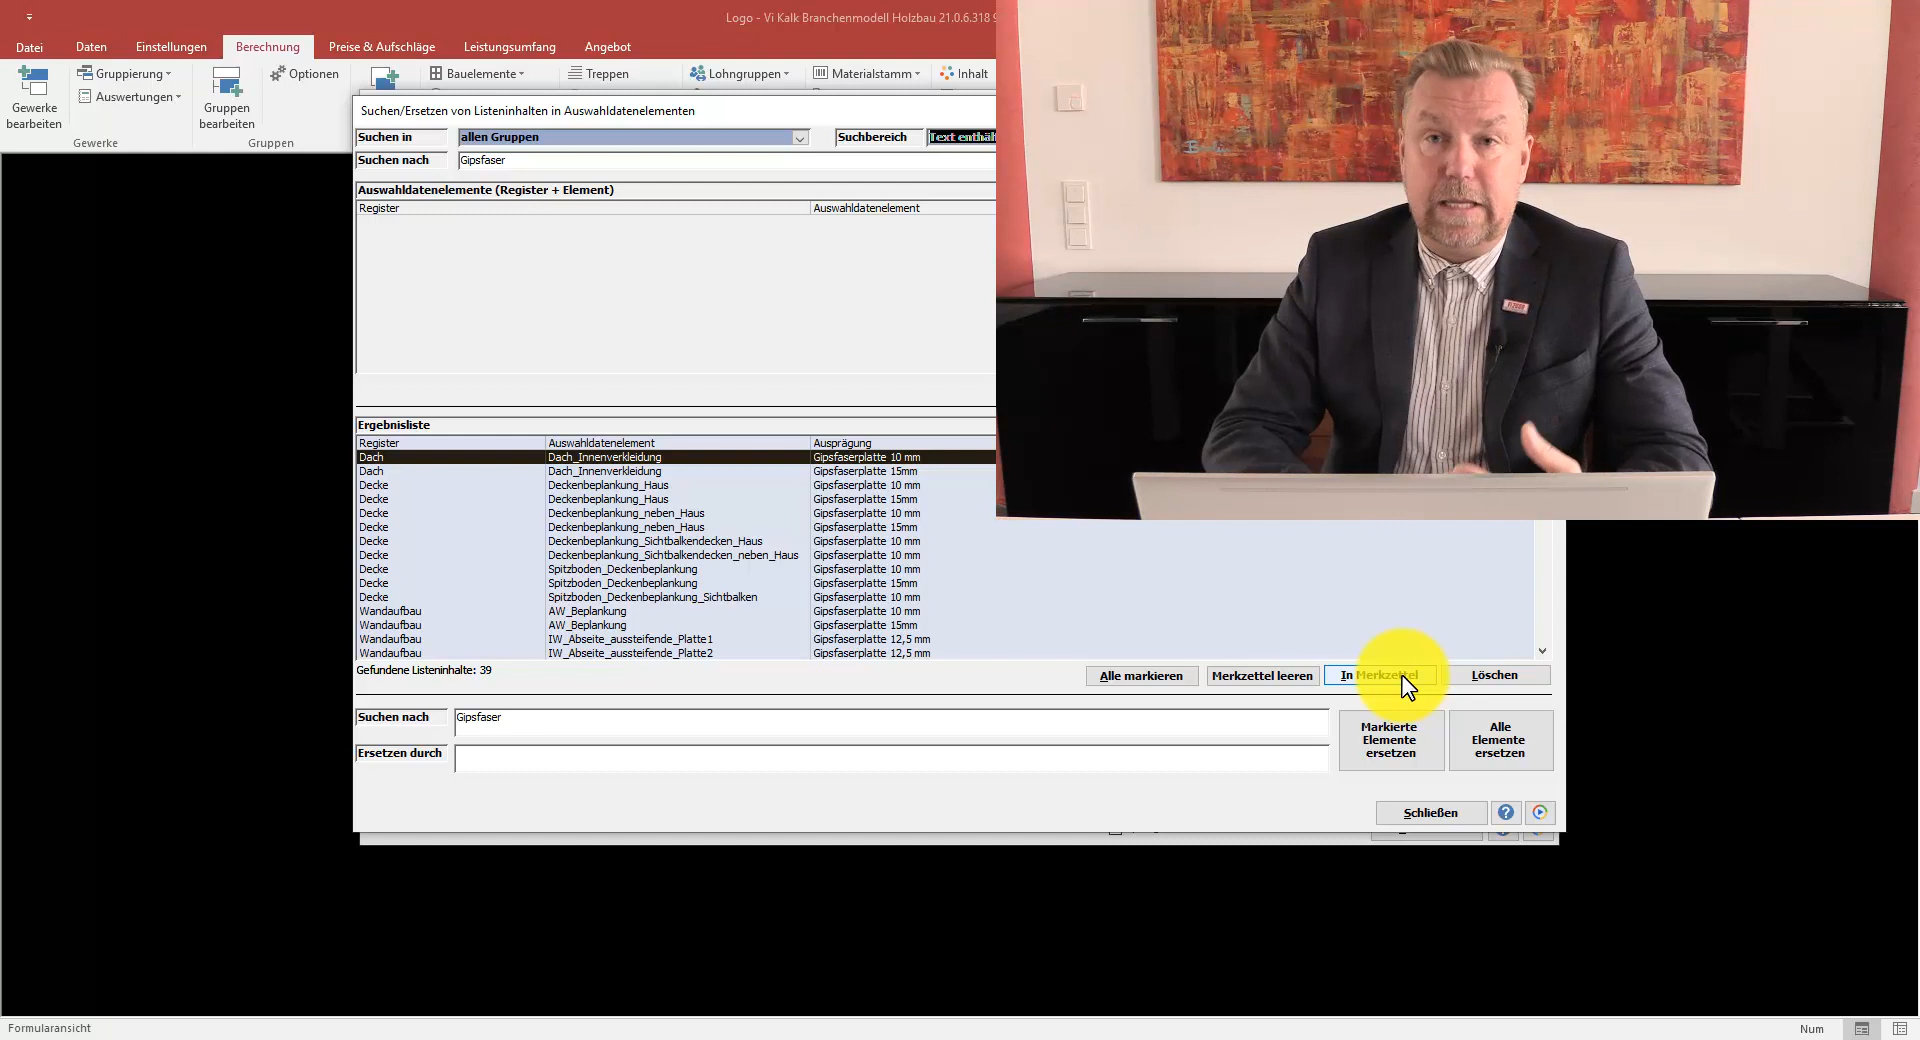 Logo - Vi Kalk Branchenmodell Holzbau 21.0.6.318
Datei Daten Einstellungen Berechnung Preise & Aufschläge Leistungsumfang Angebot
Gewerke bearbeiten
Gruppierung
Auswertungen
Gewerke
Gruppen bearbeiten
Optionen
Gruppen
Bauelemente
Treppen
Lohngruppen
Materialstamm
Inhalt
Suchen/Ersetzen von Listeninhalten in Auswahldatenelementen
Suchen in allen Gruppen Suchbereich Text enthält
Suchen nach Gipsfaser
Auswahldatenelemente (Register + Element)
Register Auswahldatenelement
Ergebnisliste
Register Auswahldatenelement Ausprägung
Dach Dach_Innenverkleidung Gipsfaserplatte 10 mm
Dach Dach_Innenverkleidung Gipsfaserplatte 15mm
Decke Deckenbeplankung_Haus Gipsfaserplatte 10 mm
Decke Deckenbeplankung_Haus Gipsfaserplatte 15mm
Decke Deckenbeplankung_neben_Haus Gipsfaserplatte 10 mm
Decke Deckenbeplankung_neben_Haus Gipsfaserplatte 15mm
Decke Deckenbeplankung_Sichtbalkendecken_Haus Gipsfaserplatte 10 mm
Decke Deckenbeplankung_Sichtbalkendecken_neben_Haus Gipsfaserplatte 10 mm
Decke Spitzboden_Deckenbeplankung Gipsfaserplatte 10 mm
Decke Spitzboden_Deckenbeplankung Gipsfaserplatte 15mm
Decke Spitzboden_Deckenbeplankung_Sichtbalken Gipsfaserplatte 10 mm
Wandaufbau AW_Beplankung Gipsfaserplatte 10 mm
Wandaufbau AW_Beplankung Gipsfaserplatte 15mm
Wandaufbau IW_Abseite_aussteifende_Platte1 Gipsfaserplatte 12,5 mm
Wandaufbau IW_Abseite_aussteifende_Platte2 Gipsfaserplatte 12,5 mm
Gefundene Listeninhalte: 39
Alle markieren Merkzettel leeren In Merkzettel Löschen
Suchen nach Gipsfaser
Ersetzen durch
Markierte Elemente ersetzen
Alle Elemente ersetzen
Schließen
Formularansicht Num